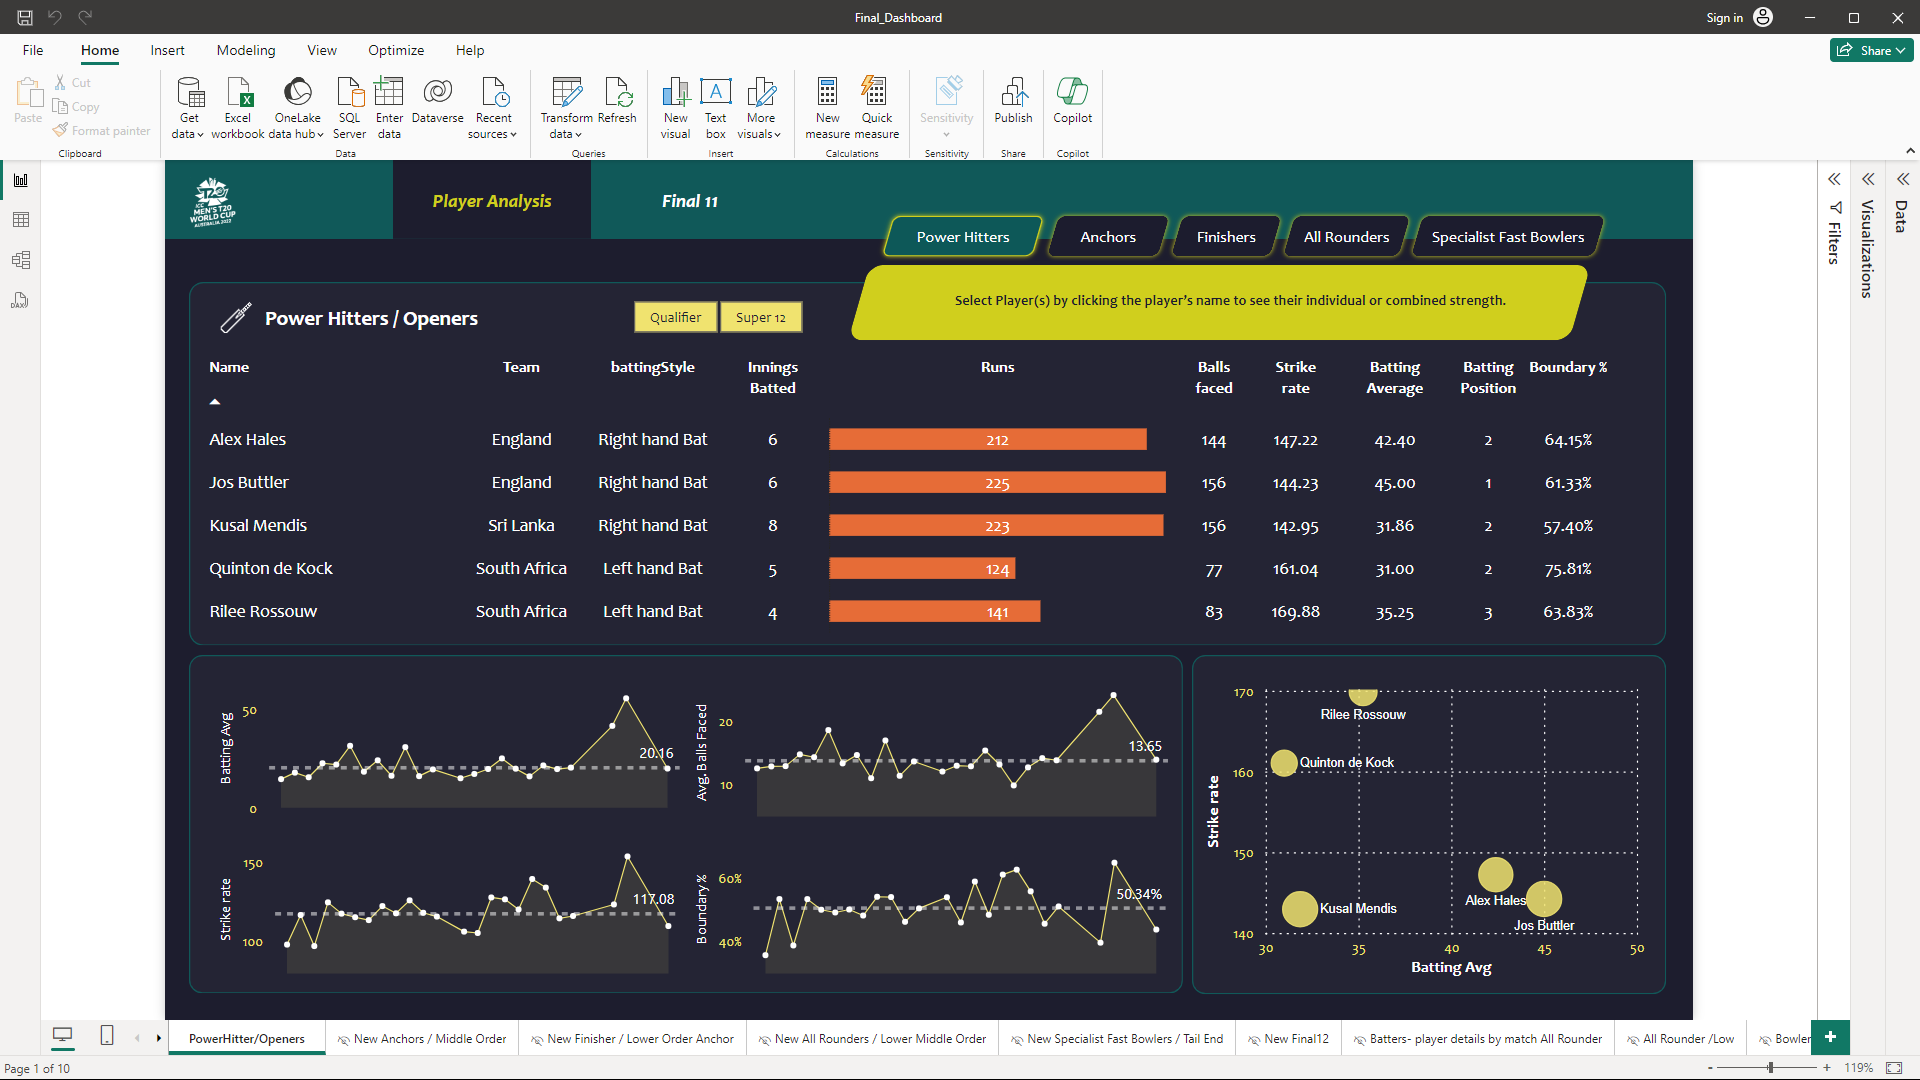 Final_Dashboard
Sign in
File Home Insert Modeling View Optimize Help
Share
Paste
Cut
Copy
Format painter
Clipboard
Get data
Excel workbook
OneLake data hub
SQL Server
Enter data
Dataverse
Recent sources
Data
Transform data
Refresh
Queries
New visual
Text box
More visuals
Insert
New measure
Quick measure
Calculations
Sensitivity
Sensitivity
Publish
Share
Copilot
Copilot
ICC
MEN'S T20
WORLD CUP
AUSTRALIA 2022
Player Analysis
Final 11
Power Hitters
Anchors
Finishers
All Rounders
Specialist Fast Bowlers
Filters
Visualizations
Data
Select Player(s) by clicking the player's name to see their individual or combined strength.
Power Hitters / Openers
Qualifier
Super 12
Name Team battingStyle Innings Batted Runs Balls faced Strike rate Batting Average Batting Position Boundary %
Alex Hales England Right hand Bat 6 212 144 147.22 42.40 2 64.15%
Jos Buttler England Right hand Bat 6 225 156 144.23 45.00 1 61.33%
Kusal Mendis Sri Lanka Right hand Bat 8 223 156 142.95 31.86 2 57.40%
Quinton de Kock South Africa Left hand Bat 5 124 77 161.04 31.00 2 75.81%
Rilee Rossouw South Africa Left hand Bat 4 141 83 169.88 35.25 3 63.83%
Batting Avg
50
0
20.16
Avg. Balls Faced
20
10
13.65
Strike rate
150
100
117.08
Boundary%
60%
40%
50.34%
Strike rate
170
160
150
140
Rilee Rossouw
Quinton de Kock
Kusal Mendis
Alex Hales
Jos Buttler
30 35 40 45 50
Batting Avg
PowerHitter/Openers
New Anchors / Middle Order
New Finisher / Lower Order Anchor
New All Rounders / Lower Middle Order
New Specialist Fast Bowlers / Tail End
New Final12
Batters- player details by match All Rounder
All Rounder /Low
Bowler
Page 1 of 10
- + 119%